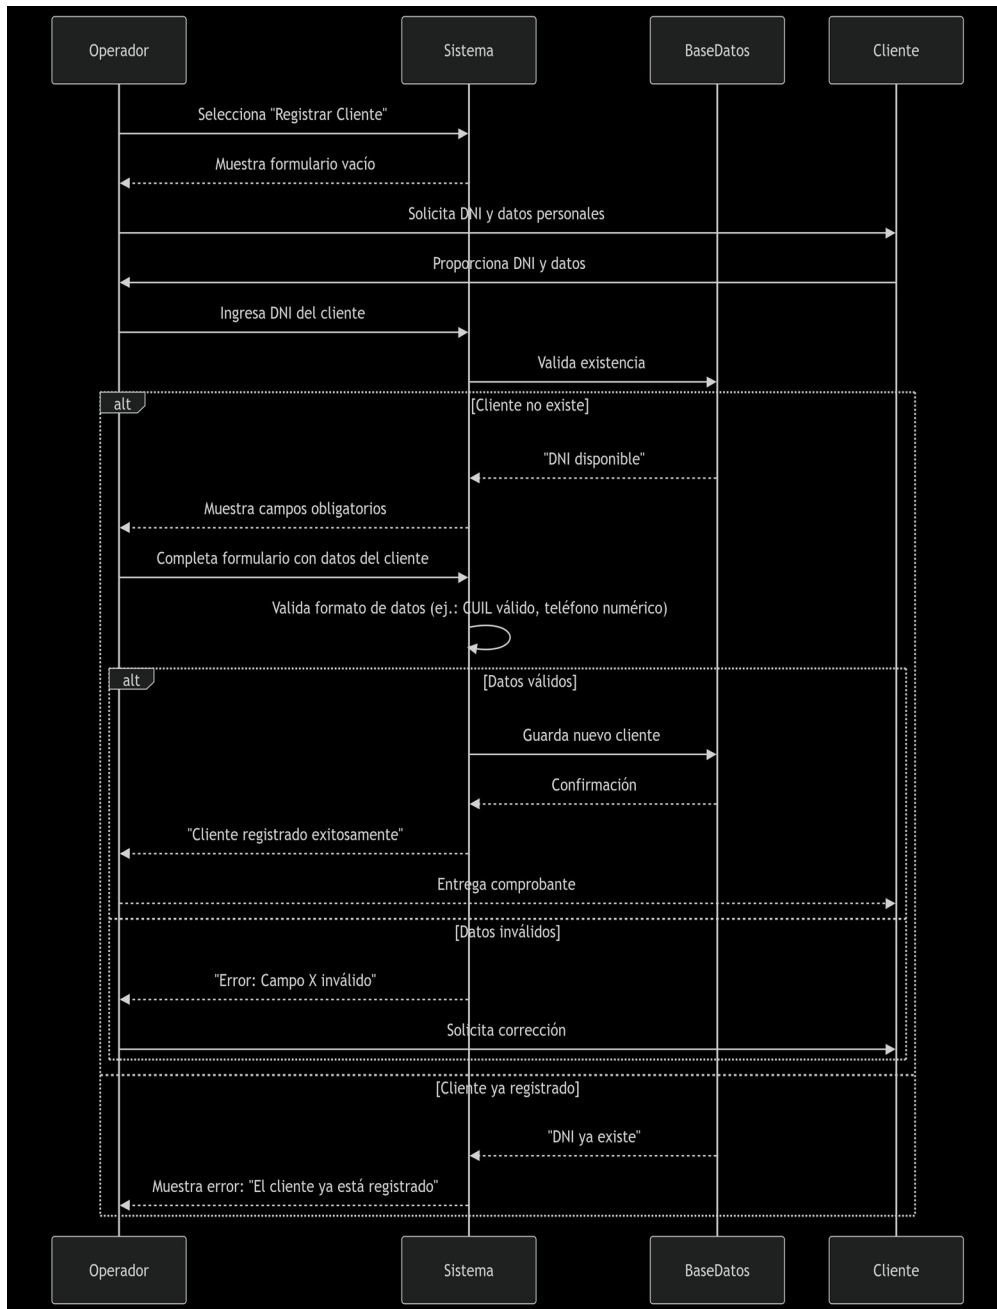 Operador
Sistema
BaseDatos
Cliente
Selecciona "Registrar Cliente"
Muestra formulario vacío
Solicita DNI y datos personales
Proporciona DNI y datos
Ingresa DNI del cliente
Valida existencia
alt
[Cliente no existe]
"DNI disponible"
Muestra campos obligatorios
Completa formulario con datos del cliente
Valida formato de datos (ej.: CUIL válido, teléfono numérico)
alt
[Datos válidos]
Guarda nuevo cliente
Confirmación
"Cliente registrado exitosamente"
Entrega comprobante
[Datos inválidos]
"Error: Campo X inválido"
Solicita corrección
[Cliente ya registrado]
"DNI ya existe"
Muestra error: "El cliente ya está registrado"
Operador
Sistema
BaseDatos
Cliente